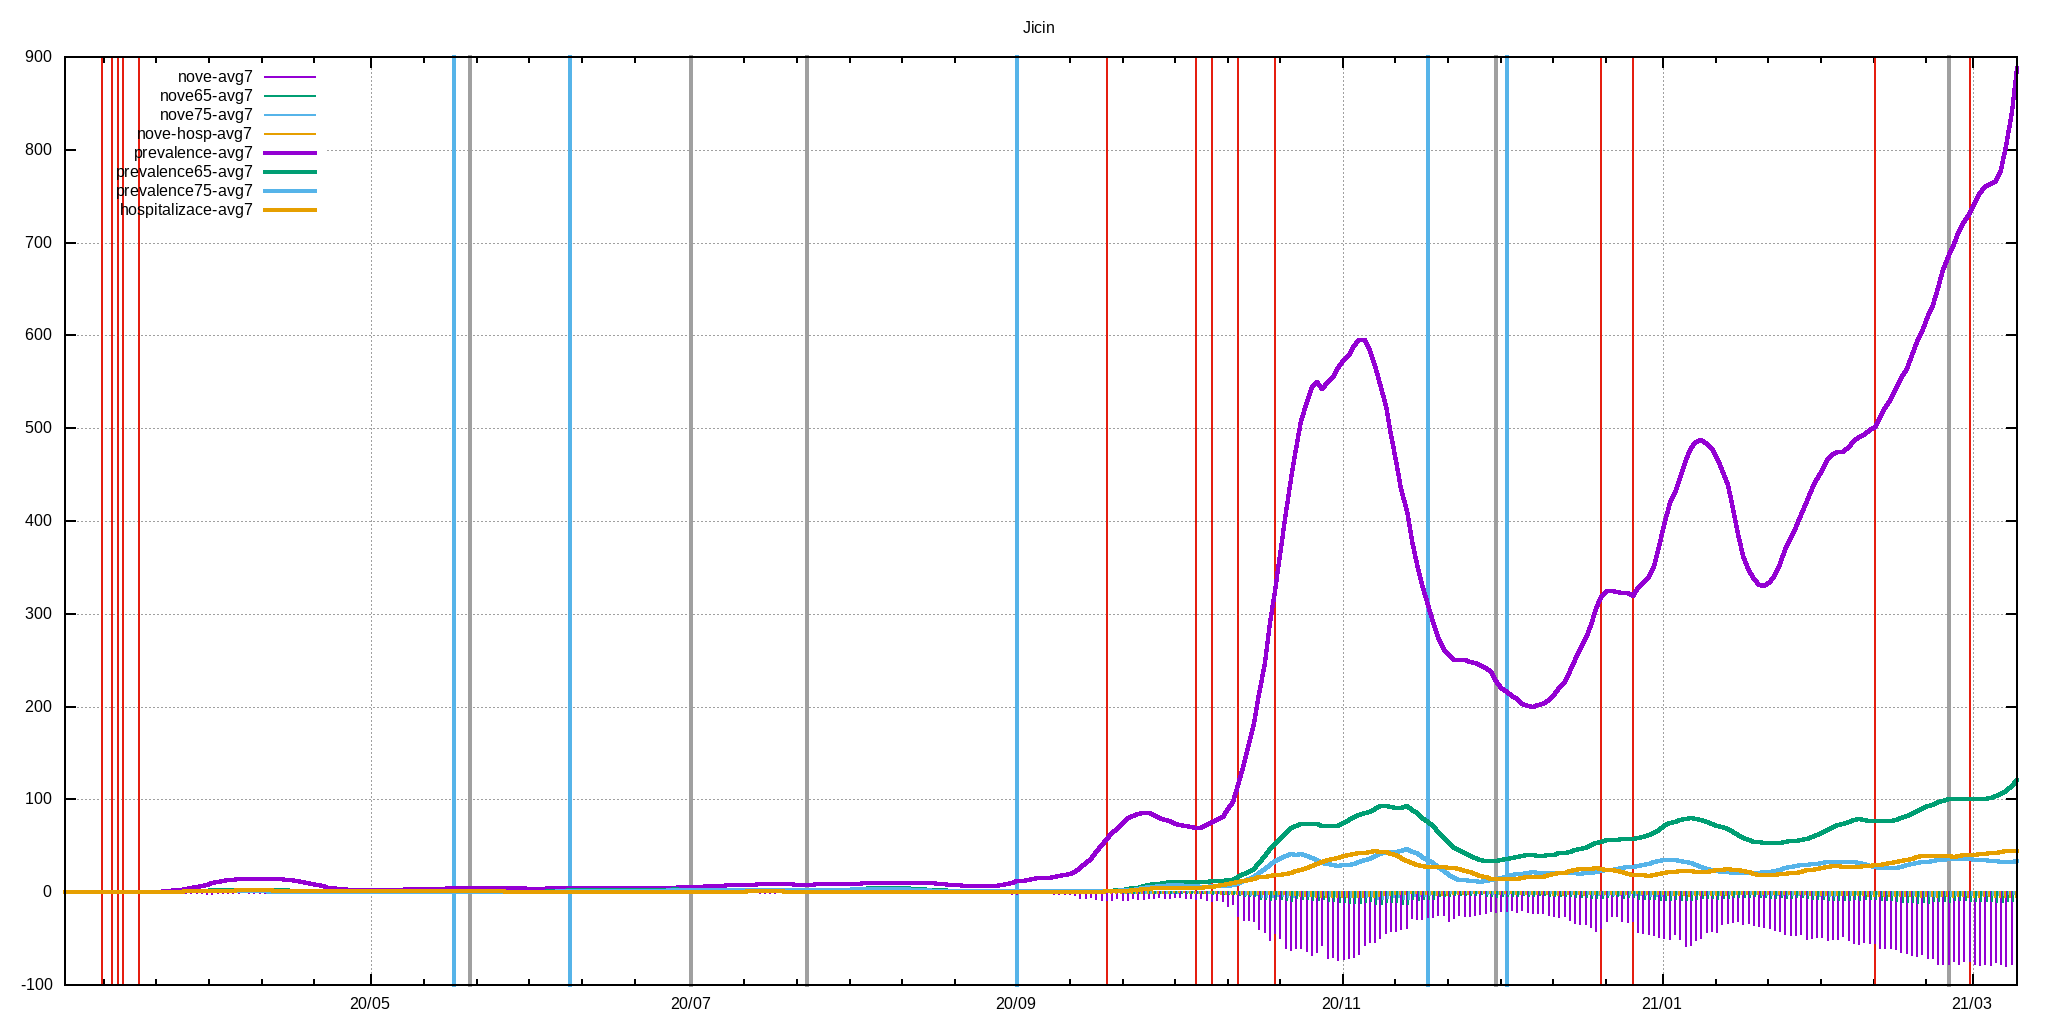 Jicin
900
800
700
600
500
400
300
200
100
0
-100
nove-avg7
nove65-avg7
nove75-avg7
nove-hosp-avg7
prevalence-avg7
prevalence65-avg7
prevalence75-avg7
hospitalizace-avg7
20/05 20/07 20/09 20/11 21/01 21/03